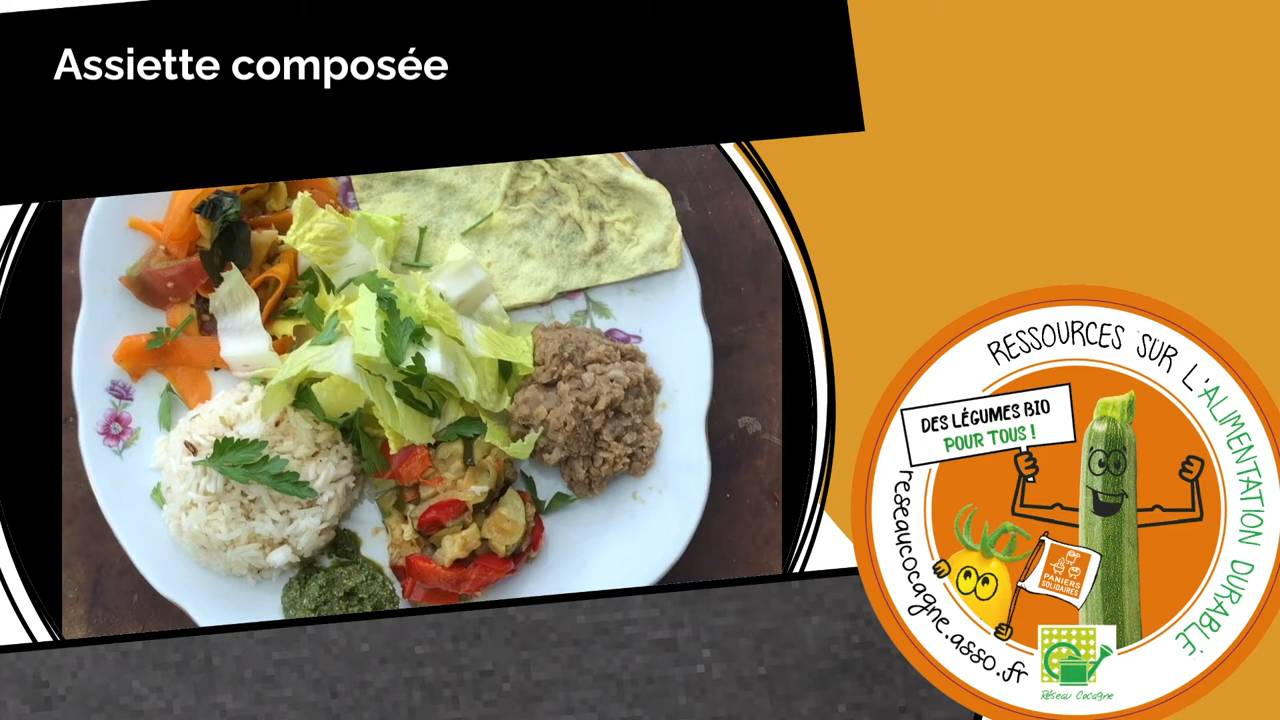 Assiette composée
RESSOURCES SUR L'ALIMENTATION DURABLE
DES LÉGUMES BIO
POUR TOUS !
PANIERS
SOLIDAIRES
reseaucocagne.asso.fr
Réseau Cocagne